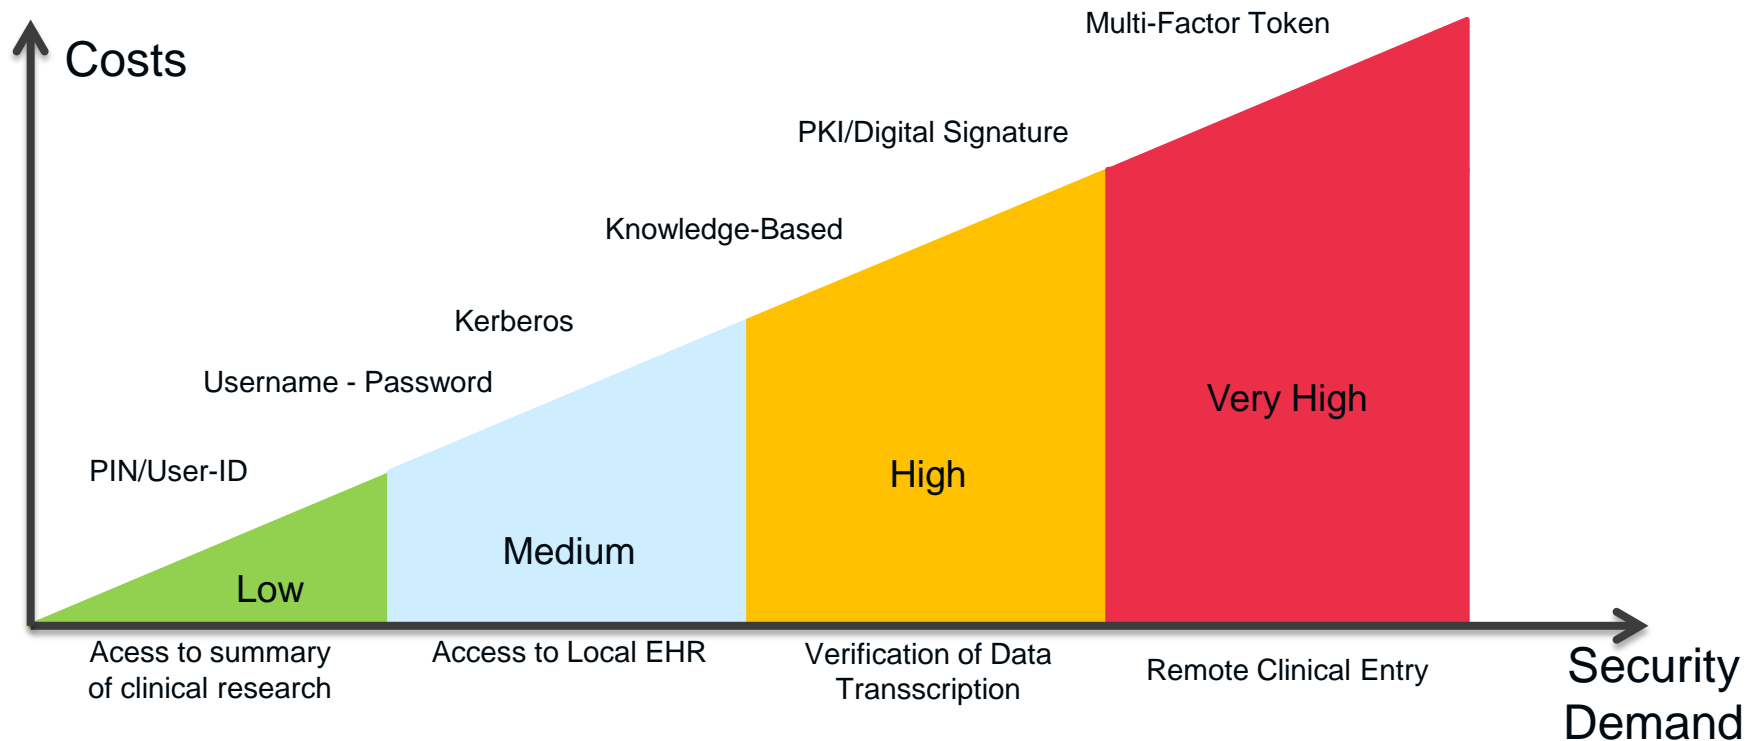 Costs
Multi-Factor Token
PKI/Digital Signature
Knowledge-Based
Kerberos
Username - Password
PIN/User-ID
Low
Medium
High
Very High
Acess to summary
of clinical research
Access to Local EHR
Verification of Data
Transscription
Remote Clinical Entry
Security
Demand